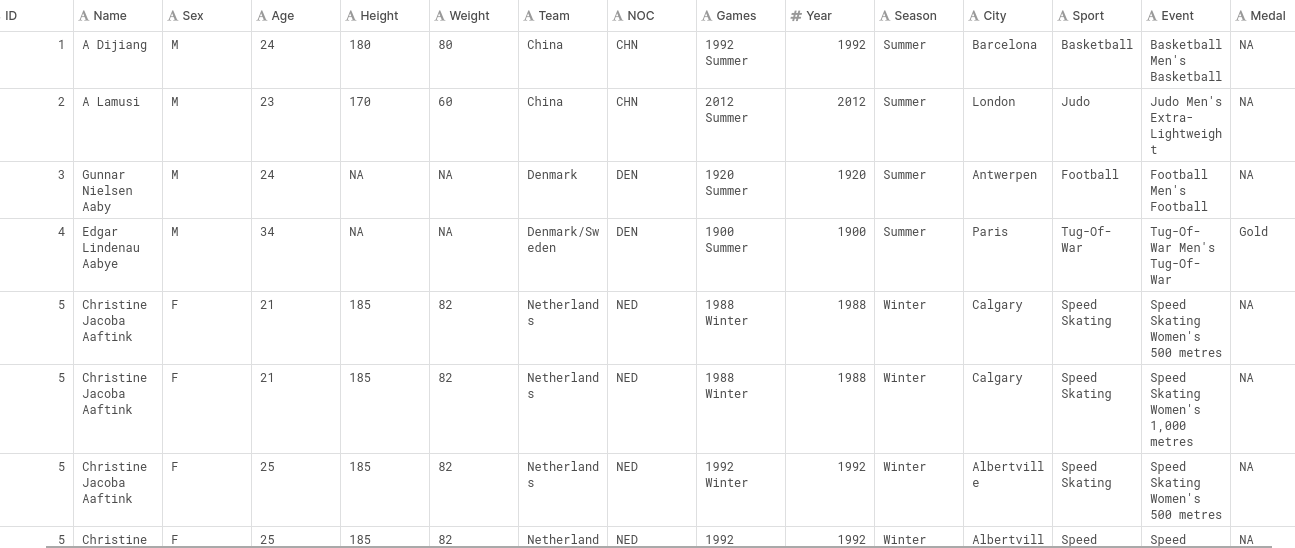 ID A Name A Sex A Age A Height A Weight A Team A NOC A Games # Year A Season A City A Sport A Event A Medal
1 A Dijiang M 24 180 80 China CHN 1992 1992 Summer Barcelona Basketball Basketball NA
Summer Men's
Basketball
2 A Lamusi M 23 170 60 China CHN 2012 2012 Summer London Judo Judo Men's NA
Summer Extra-
Lightweigh
t
3 Gunnar M 24 NA NA Denmark DEN 1920 1920 Summer Antwerpen Football Football NA
Nielsen Summer Men's
Aaby Football
4 Edgar M 34 NA NA Denmark/Sw DEN 1900 1900 Summer Paris Tug-Of- Tug-Of- Gold
Lindenau eden Summer War War Men's
Aabye Tug-Of-
War
5 Christine F 21 185 82 Netherland NED 1988 1988 Winter Calgary Speed Speed NA
Jacoba s Winter Skating Skating
Aaftink Women's
500 metres
5 Christine F 21 185 82 Netherland NED 1988 1988 Winter Calgary Speed Speed NA
Jacoba s Winter Skating Skating
Aaftink Women's
1,000
metres
5 Christine F 25 185 82 Netherland NED 1992 1992 Winter Albertvill Speed Speed NA
Jacoba s Winter e Skating Skating
Aaftink Women's
500 metres
5 Christine F 25 185 82 Netherland NED 1992 1992 Winter Albertvill Speed Speed NA